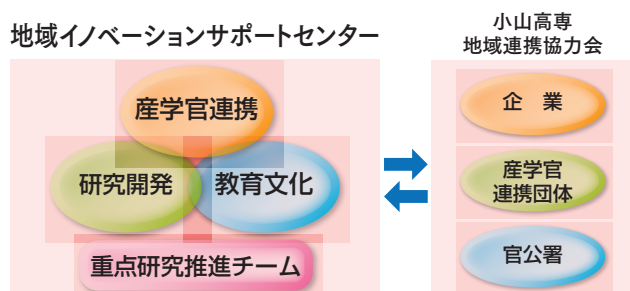 地域イノベーションサポートセンター
産学官連携
研究開発
教育文化
重点研究推進チーム
小山高専
地域連携協力会
企　業
産学官
連携団体
官公署